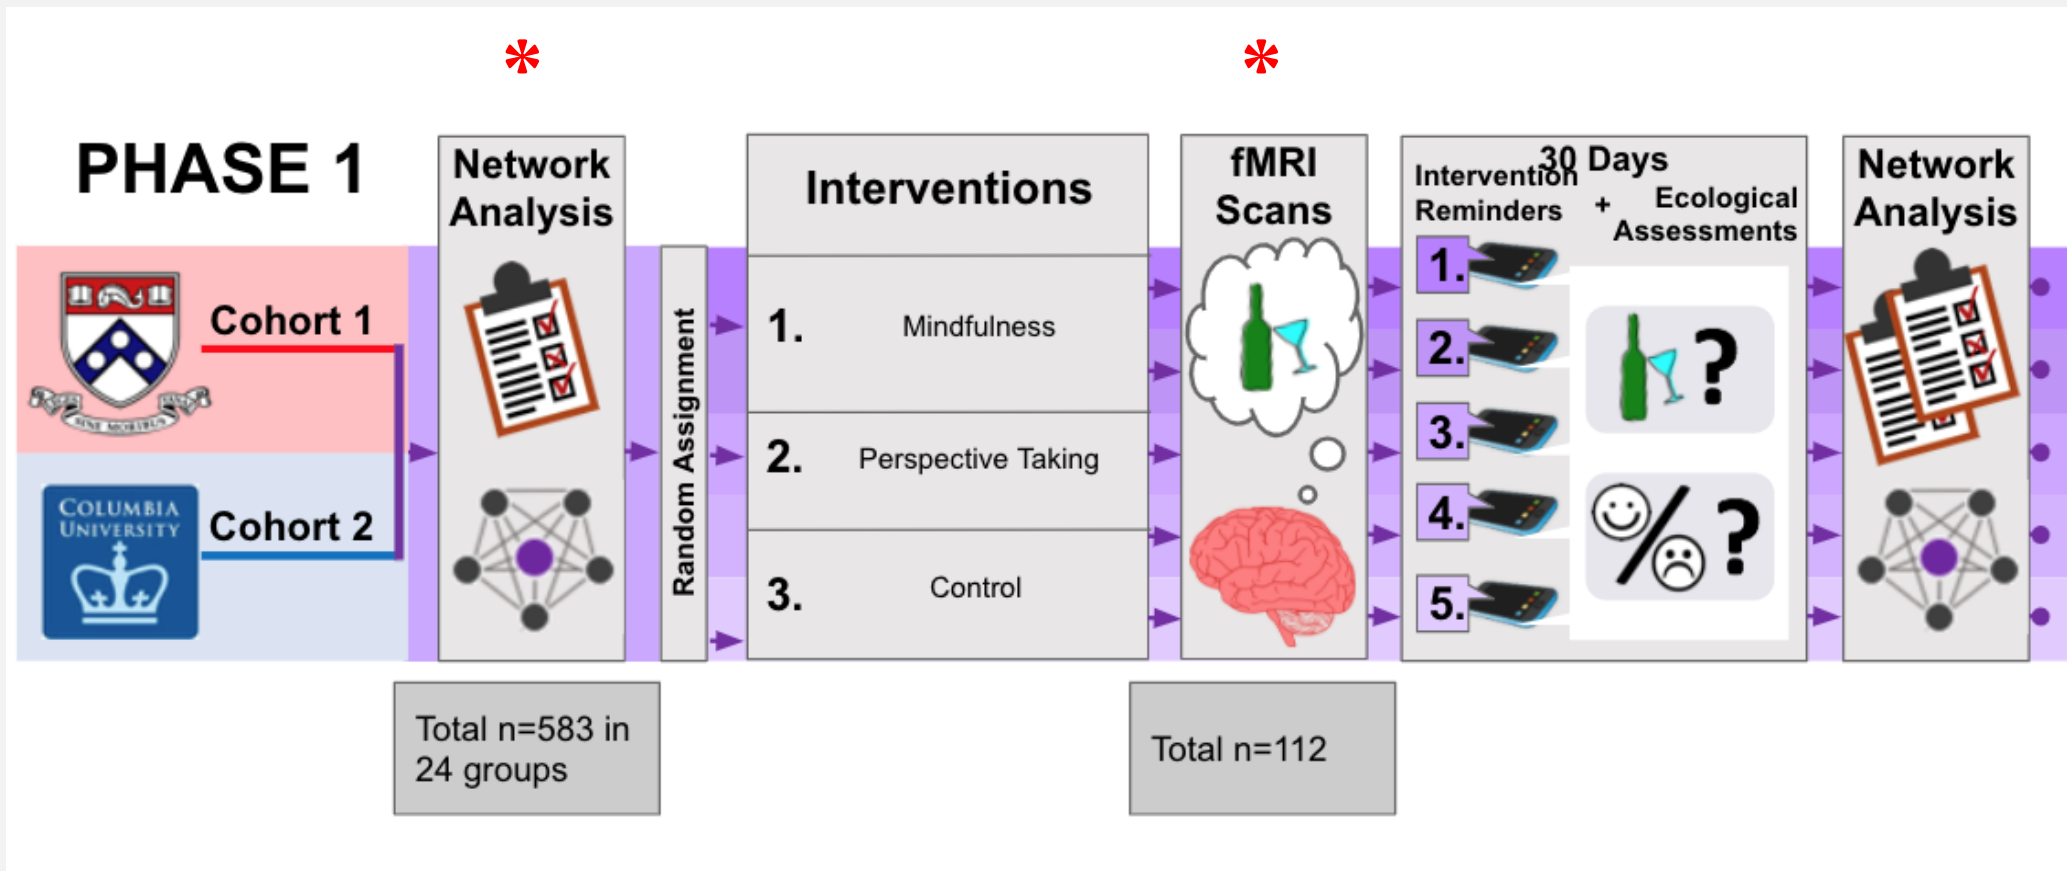 *
*
PHASE 1
Cohort 1
SINE MORIBUS
COLUMBIA
UNIVERSITY
Cohort 2
Network
Analysis
Total n=583 in
24 groups
Random Assignment
Interventions
1. Mindfulness
2. Perspective Taking
3. Control
fMRI
Scans
Total n=112
30 Days
Intervention
Reminders
+
Ecological
Assessments
1.
2.
3.
4.
5.
?
?
Network
Analysis